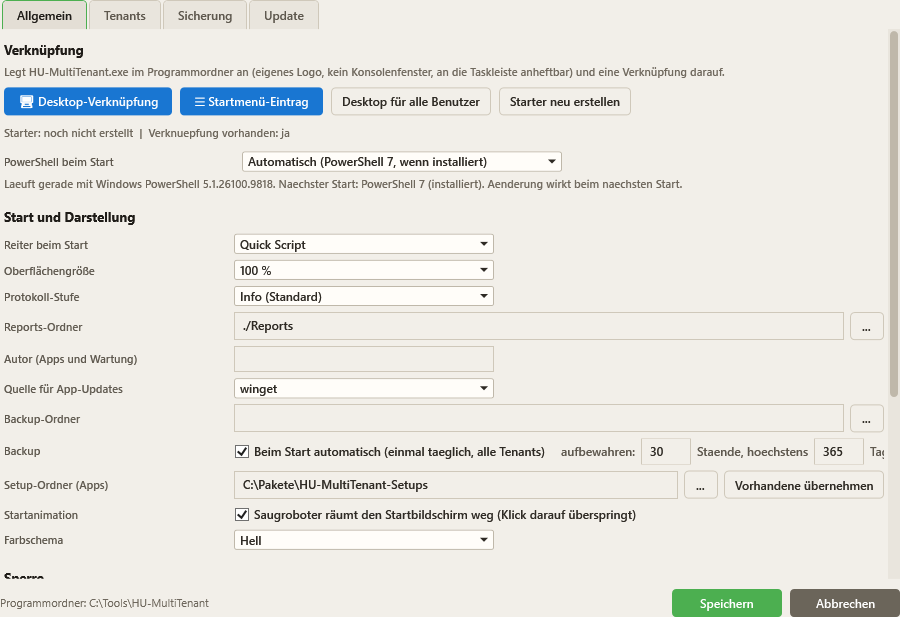 Allgemein Tenants Sicherung Update
Verknüpfung
Legt HU-MultiTenant.exe im Programmordner an (eigenes Logo, kein Konsolenfenster, an die Taskleiste anheftbar) und eine Verknüpfung darauf.
Desktop-Verknüpfung Startmenü-Eintrag Desktop für alle Benutzer Starter neu erstellen
Starter: noch nicht erstellt | Verknuepfung vorhanden: ja
PowerShell beim Start Automatisch (PowerShell 7, wenn installiert)
Laeuft gerade mit Windows PowerShell 5.1.26100.9818. Naechster Start: PowerShell 7 (installiert). Aenderung wirkt beim naechsten Start.
Start und Darstellung
Reiter beim Start Quick Script
Oberflächengröße 100 %
Protokoll-Stufe Info (Standard)
Reports-Ordner ./Reports ...
Autor (Apps und Wartung)
Quelle für App-Updates winget
Backup-Ordner ...
Backup Beim Start automatisch (einmal taeglich, alle Tenants) aufbewahren: 30 Staende, hoechstens 365
Setup-Ordner (Apps) C:\Pakete\HU-MultiTenant-Setups ... Vorhandene übernehmen
Startanimation Saugroboter räumt den Startbildschirm weg (Klick darauf überspringt)
Farbschema Hell
Sperre
Programmordner: C:\Tools\HU-MultiTenant Speichern Abbrechen